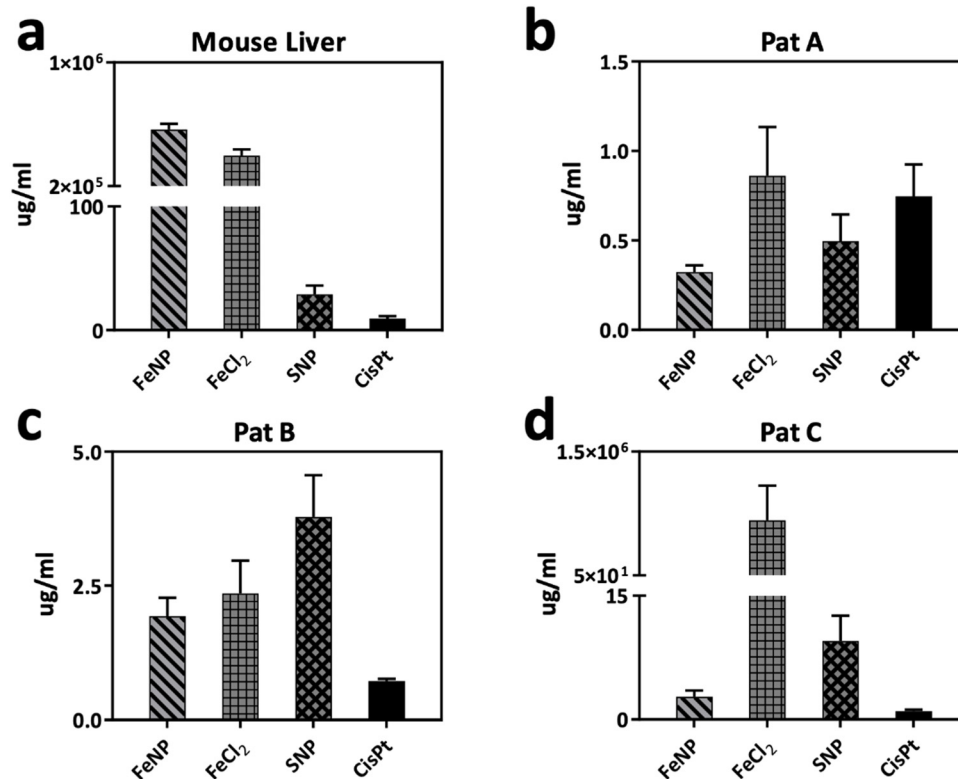 a
Mouse Liver
1×10⁶
2×10⁵
100
0
ug/ml
FeNP
FeCl₂
SNP
CisPt
b
Pat A
1.5
1.0
0.5
0.0
ug/ml
FeNP
FeCl₂
SNP
CisPt
c
Pat B
5.0
2.5
0.0
ug/ml
FeNP
FeCl₂
SNP
CisPt
d
Pat C
1.5×10⁶
5×10¹
15
0
ug/ml
FeNP
FeCl₂
SNP
CisPt